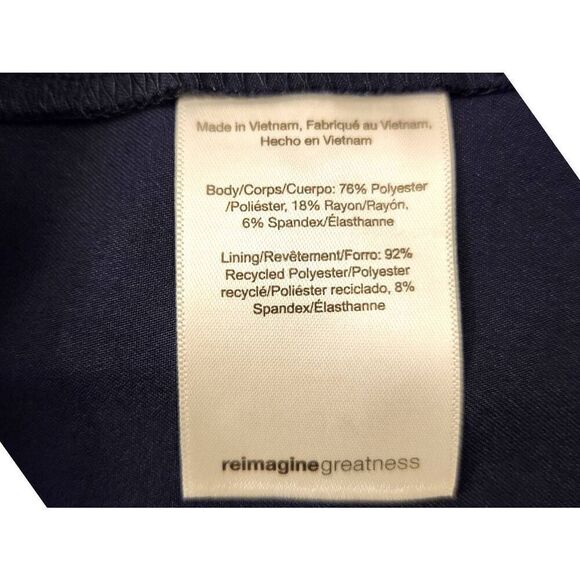 Made in Vietnam, Fabriqué au Vietnam,
Hecho en Vietnam
Body/Corps/Cuerpo: 76% Polyester
/Poliéster, 18% Rayon/Rayón,
6% Spandex/Élasthanne
Lining/Revêtement/Forro: 92%
Recycled Polyester/Polyester
recyclé/Poliéster reciclado, 8%
Spandex/Élasthanne
reimaginegreatness